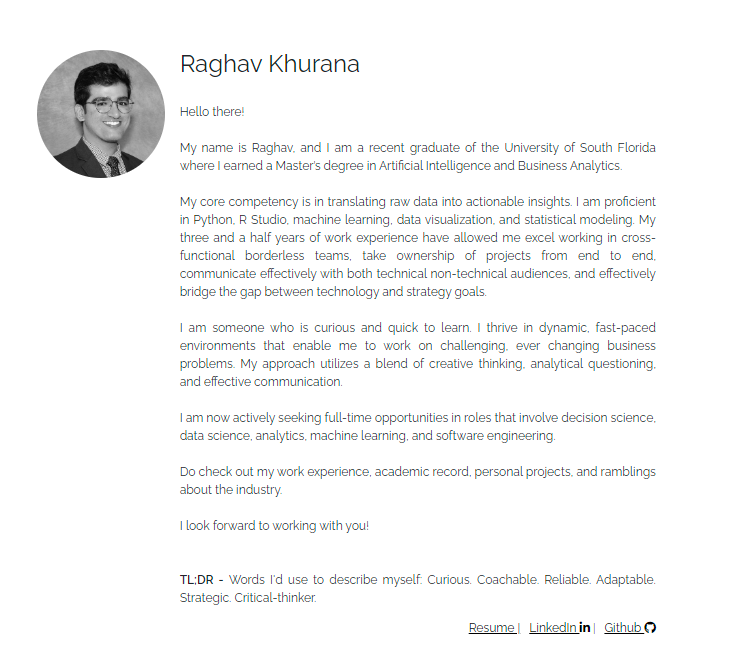 Raghav Khurana
Hello there!
My name is Raghav, and I am a recent graduate of the University of South Florida
where I earned a Master's degree in Artificial Intelligence and Business Analytics.
My core competency is in translating raw data into actionable insights. I am proficient
in Python, R Studio, machine learning, data visualization, and statistical modeling. My
three and a half years of work experience have allowed me excel working in cross-
functional borderless teams, take ownership of projects from end to end,
communicate effectively with both technical non-technical audiences, and effectively
bridge the gap between technology and strategy goals.
I am someone who is curious and quick to learn. I thrive in dynamic, fast-paced
environments that enable me to work on challenging, ever changing business
problems. My approach utilizes a blend of creative thinking, analytical questioning,
and effective communication.
I am now actively seeking full-time opportunities in roles that involve decision science,
data science, analytics, machine learning, and software engineering.
Do check out my work experience, academic record, personal projects, and ramblings
about the industry.
I look forward to working with you!
TL;DR - Words I'd use to describe myself: Curious. Coachable. Reliable. Adaptable.
Strategic. Critical-thinker.
Resume | LinkedIn in | Github